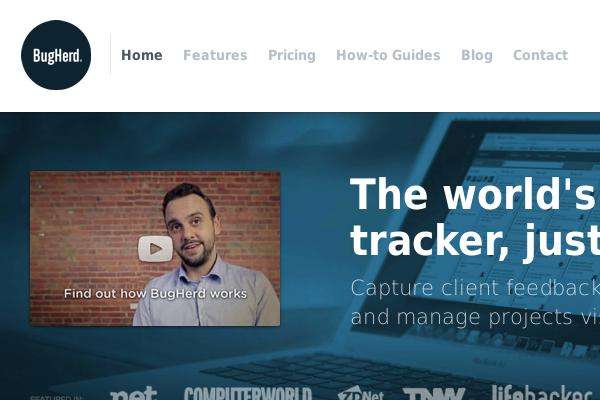 BugHerd.
Home Features Pricing How-to Guides Blog Contact
The world's
tracker, just
Find out how BugHerd works
Capture client feedback
and manage projects vis
FEATURED IN: .net COMPUTERWORLD ZDNet TNW lifehacker